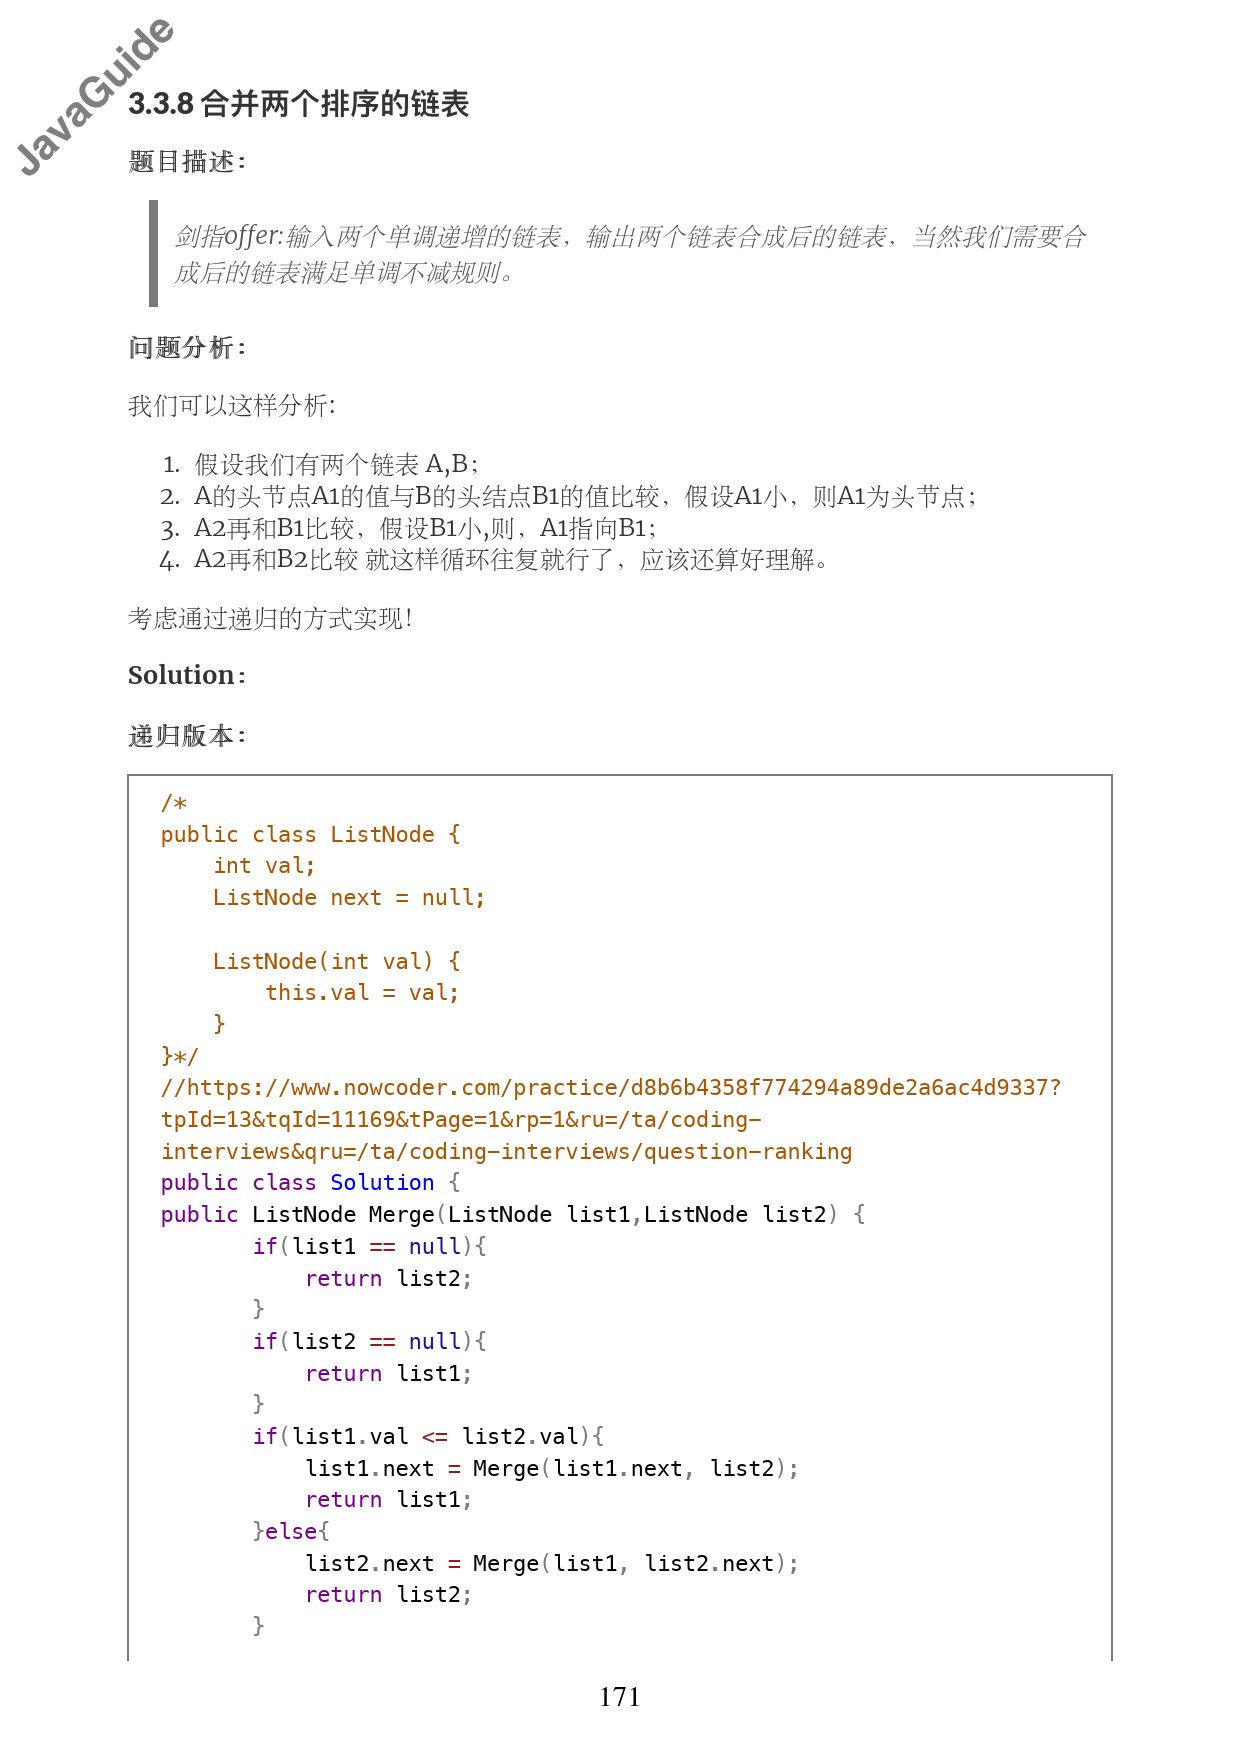 JavaGuide
3.3.8 合并两个排序的链表
题目描述：
剑指offer:输入两个单调递增的链表，输出两个链表合成后的链表，当然我们需要合
成后的链表满足单调不减规则。
问题分析：
我们可以这样分析:
1. 假设我们有两个链表 A,B；
2. A的头节点A1的值与B的头结点B1的值比较，假设A1小，则A1为头节点；
3. A2再和B1比较，假设B1小,则，A1指向B1；
4. A2再和B2比较 就这样循环往复就行了，应该还算好理解。
考虑通过递归的方式实现！
Solution：
递归版本：
/*
public class ListNode {
    int val;
    ListNode next = null;
    ListNode(int val) {
        this.val = val;
    }
}*/
//https://www.nowcoder.com/practice/d8b6b4358f774294a89de2a6ac4d9337?
tpId=13&tqId=11169&tPage=1&rp=1&ru=/ta/coding-
interviews&qru=/ta/coding-interviews/question-ranking
public class Solution {
public ListNode Merge(ListNode list1,ListNode list2) {
       if(list1 == null){
           return list2;
       }
       if(list2 == null){
           return list1;
       }
       if(list1.val <= list2.val){
           list1.next = Merge(list1.next, list2);
           return list1;
       }else{
           list2.next = Merge(list1, list2.next);
           return list2;
       }
171